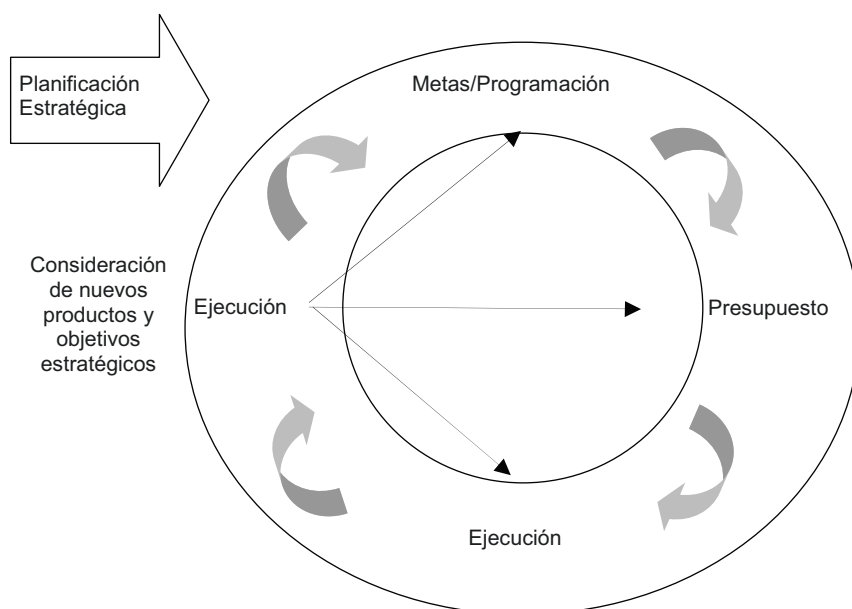 Planificación
Estratégica
Metas/Programación
Consideración
de nuevos
productos y
objetivos
estratégicos
Ejecución
Presupuesto
Ejecución